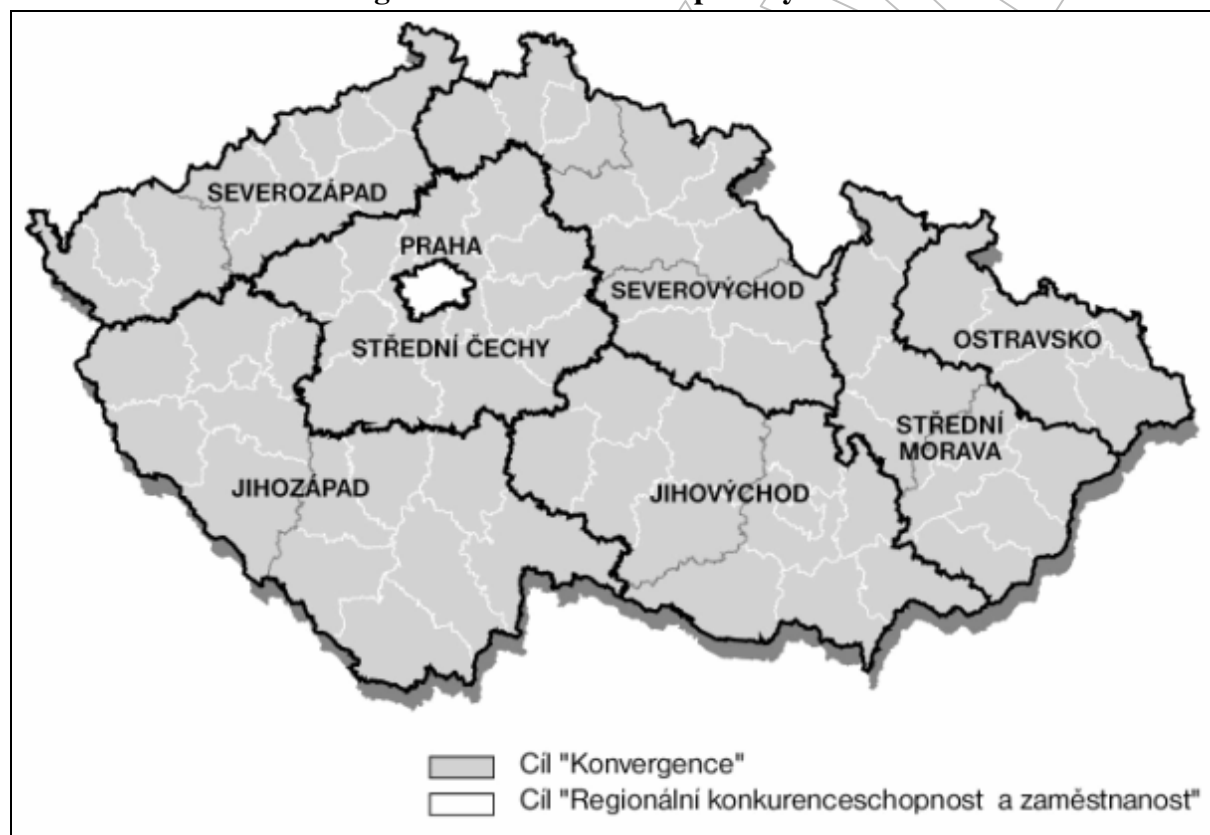 SEVEROZÁPAD
PRAHA
SEVEROVÝCHOD
STŘEDNÍ ČECHY
OSTRAVSKO
STŘEDNÍ
MORAVA
JIHOZÁPAD
JIHOVÝCHOD
Cíl "Konvergence"
Cíl "Regionální konkurenceschopnost a zaměstnanost"